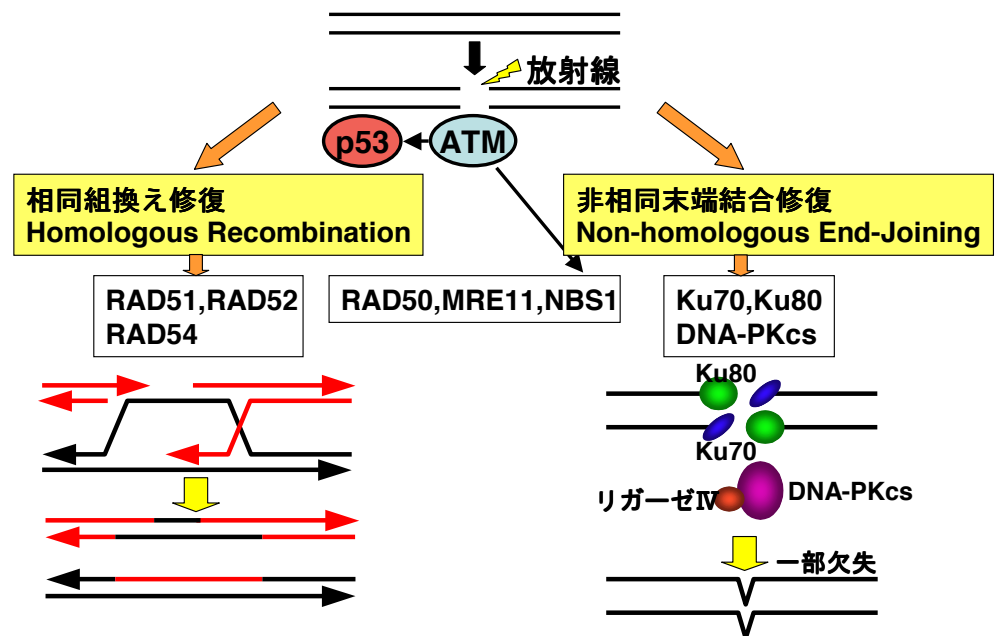 放射線
p53
ATM
相同組換え修復
Homologous Recombination
非相同末端結合修復
Non-homologous End-Joining
RAD51,RAD52
RAD54
RAD50,MRE11,NBS1
Ku70,Ku80
DNA-PKcs
Ku80
Ku70
リガーゼⅣ
DNA-PKcs
一部欠失